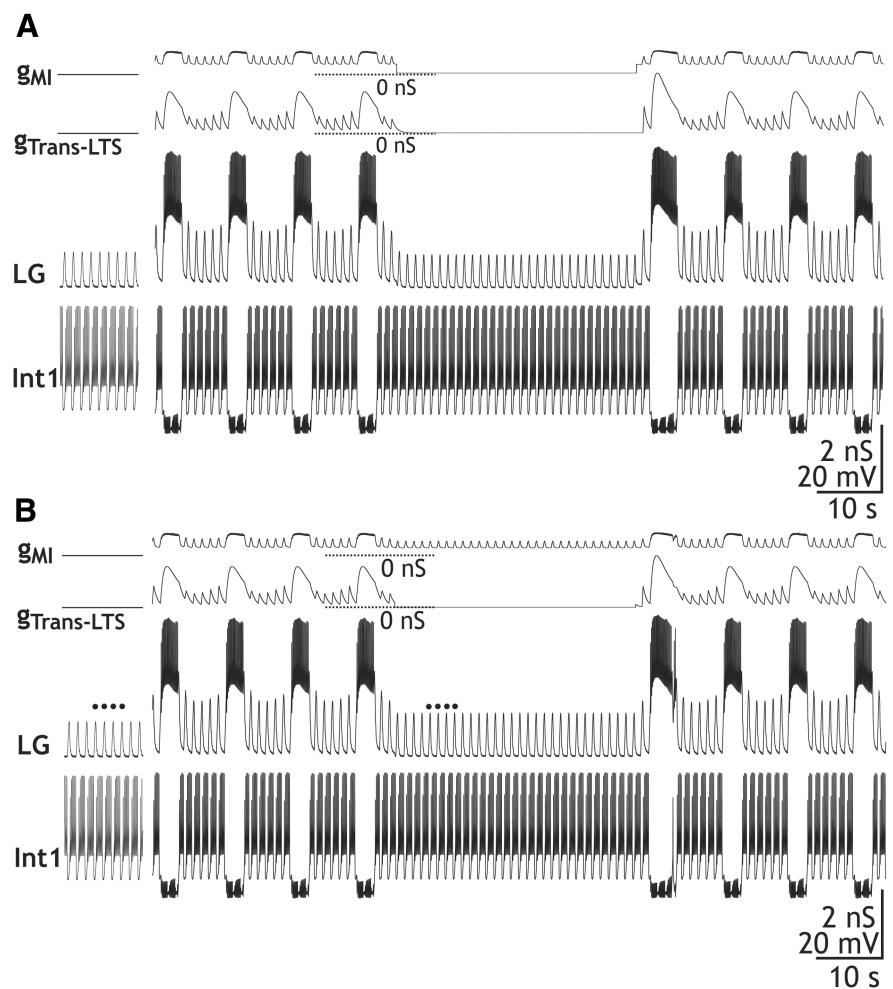 A
gMI
0 nS
gTrans-LTS
0 nS
LG
Int1
2 nS
20 mV
10 s
B
gMI
0 nS
gTrans-LTS
0 nS
LG
Int1
2 nS
20 mV
10 s